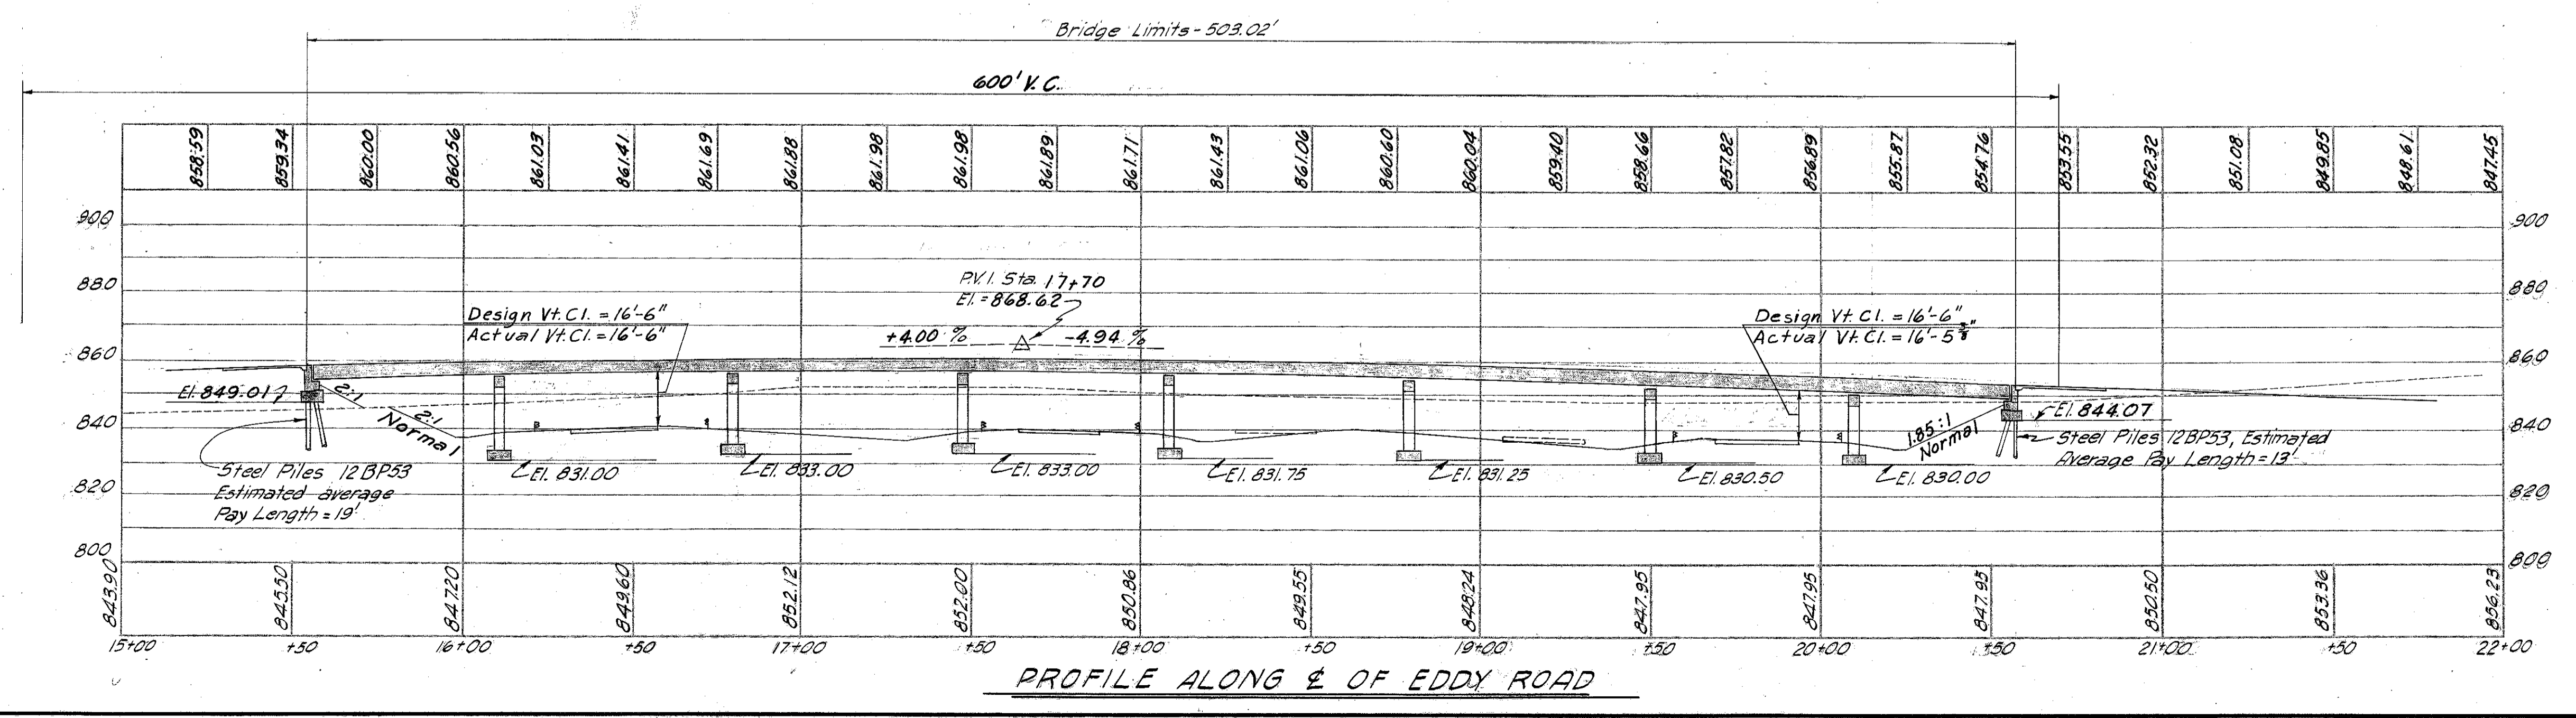 Bridge Limits - 503.02'
600' V.C.
858.59 859.34 860.00 860.56 861.03 861.41 861.69 861.88 861.98 861.98 861.89 861.71 861.43 861.06 860.60 860.04 859.40 858.66 857.82 856.89 855.87 854.76 853.55 852.32 851.08 849.85 848.61 847.45
900 900
880 880
P.V.I. Sta. 17+70
El. = 868.62
+4.00 % -4.94 %
Design Vt. Cl. = 16'-6"
Actual Vt. Cl. = 16'-6"
Design Vt. Cl. = 16'-6"
Actual Vt. Cl. = 16'-5 3/8"
860 860
El. 849.01
2:1
2:1
Normal
1.85:1
Normal
El. 844.07
840 840
Steel Piles 12BP53, Estimated
Average Pay Length = 13'
Steel Piles 12BP53
Estimated average
Pay Length = 19'
El. 831.00 El. 833.00 El. 833.00 El. 831.75 El. 831.25 El. 830.50 El. 830.00
820 820
800 800
843.90 845.50 847.20 849.60 852.12 852.00 850.86 849.55 848.24 847.95 847.95 847.95 850.50 853.36 856.23
15+00 +50 16+00 +50 17+00 +50 18+00 +50 19+00 +50 20+00 +50 21+00 +50 22+00
PROFILE ALONG ℄ OF EDDY ROAD